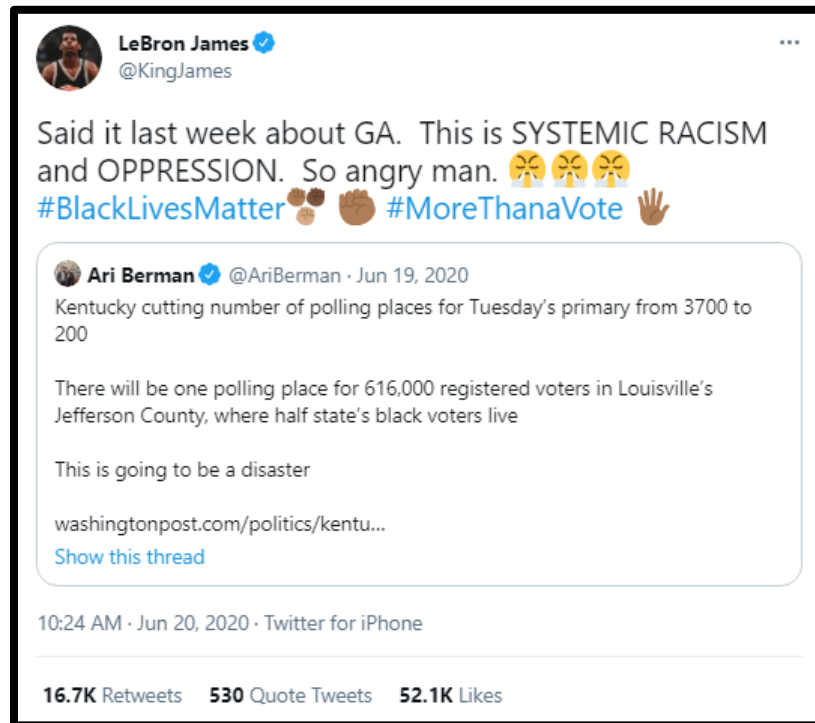 LeBron James
@KingJames
Said it last week about GA.  This is SYSTEMIC RACISM
and OPPRESSION.  So angry man. 😤😤😤
#BlackLivesMatter ✊🏾 #MoreThanaVote 🖐🏾
Ari Berman @AriBerman · Jun 19, 2020
Kentucky cutting number of polling places for Tuesday's primary from 3700 to
200
There will be one polling place for 616,000 registered voters in Louisville's
Jefferson County, where half state's black voters live
This is going to be a disaster
washingtonpost.com/politics/kentu...
Show this thread
10:24 AM · Jun 20, 2020 · Twitter for iPhone
16.7K Retweets 530 Quote Tweets 52.1K Likes